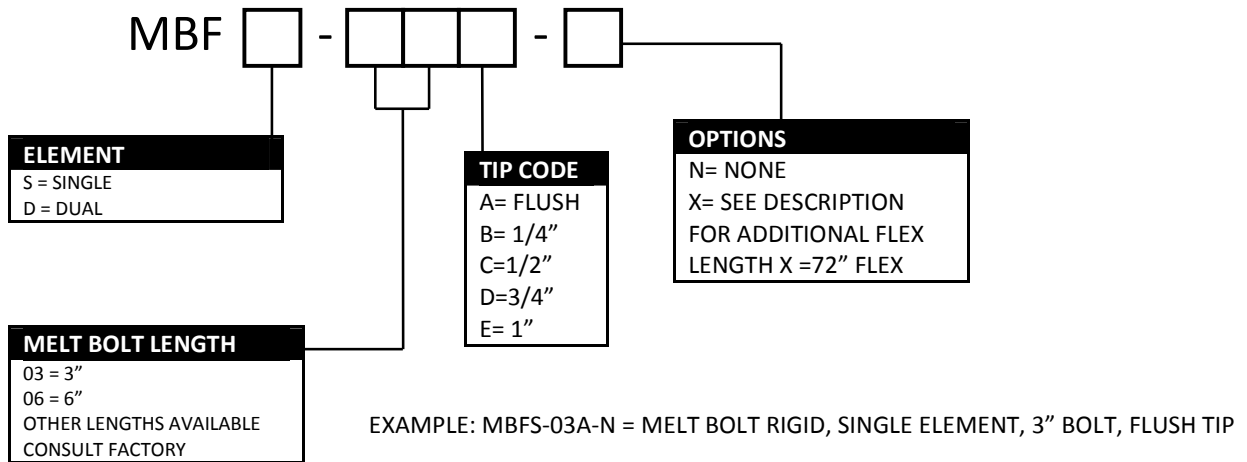 MBF - -
ELEMENT
S = SINGLE
D = DUAL
MELT BOLT LENGTH
03 = 3”
06 = 6”
OTHER LENGTHS AVAILABLE
CONSULT FACTORY
TIP CODE
A= FLUSH
B= 1/4”
C=1/2”
D=3/4”
E= 1”
OPTIONS
N= NONE
X= SEE DESCRIPTION
FOR ADDITIONAL FLEX
LENGTH X =72” FLEX
EXAMPLE: MBFS-03A-N = MELT BOLT RIGID, SINGLE ELEMENT, 3” BOLT, FLUSH TIP